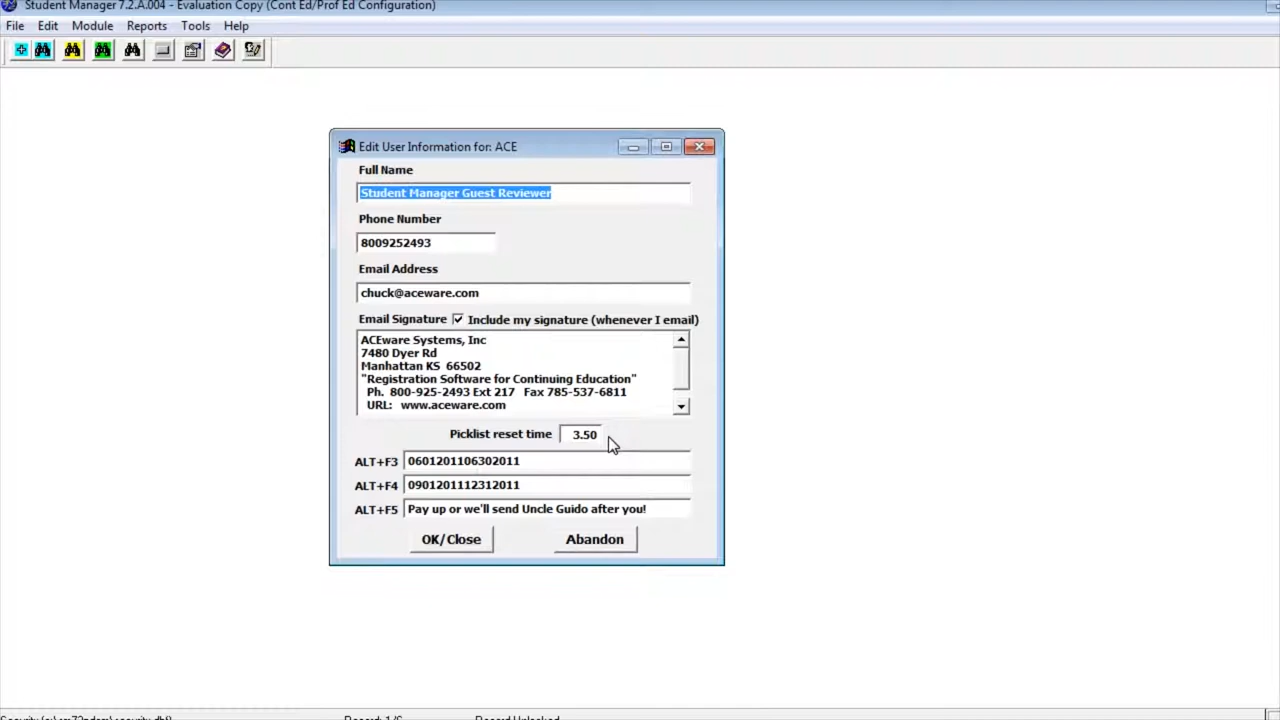 Student Manager 7.2.A.004 - Evaluation Copy (Cont Ed/Prof Ed Configuration)
File Edit Module Reports Tools Help
Edit User Information for: ACE
Full Name
Student Manager Guest Reviewer
Phone Number
8009252493
Email Address
chuck@aceware.com
Email Signature Include my signature (whenever I email)
ACEware Systems, Inc
7480 Dyer Rd
Manhattan KS 66502
"Registration Software for Continuing Education"
Ph. 800-925-2493 Ext 217 Fax 785-537-6811
URL: www.aceware.com
Picklist reset time 3.50
ALT+F3 0601201106302011
ALT+F4 0901201112312011
ALT+F5 Pay up or we'll send Uncle Guido after you!
OK/Close Abandon
Record: 1/6 Record Unlocked